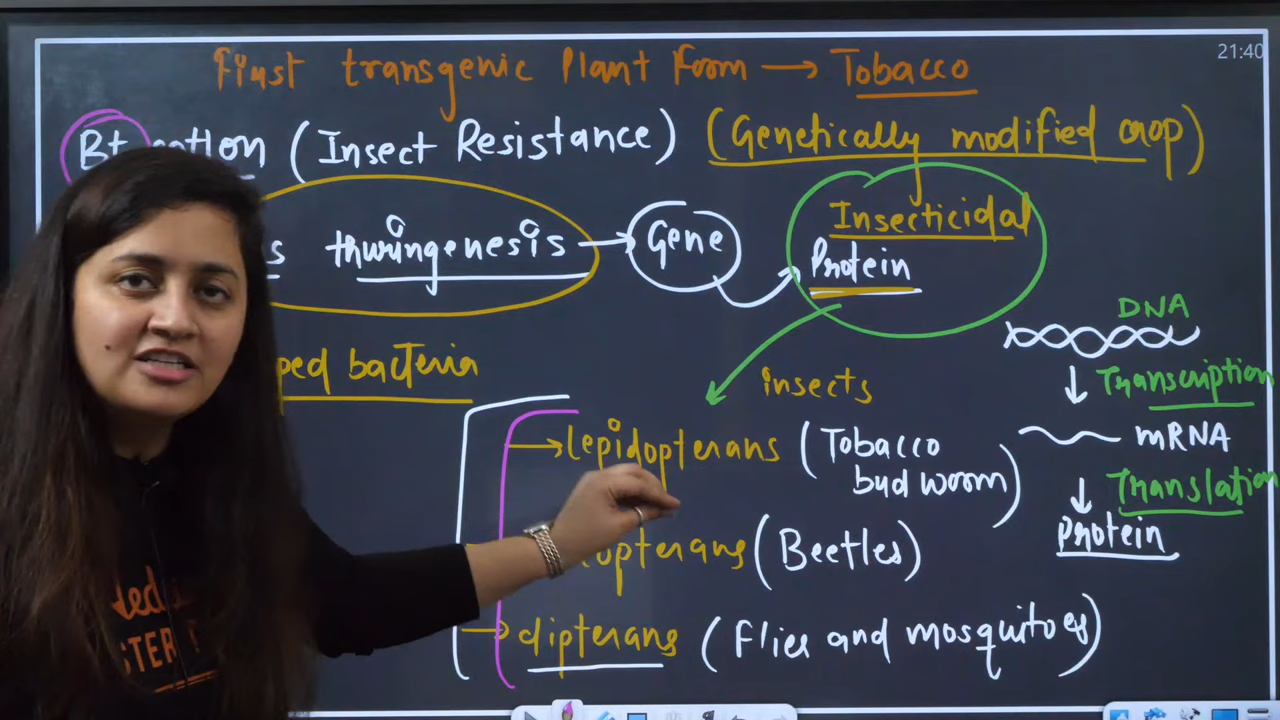 First transgenic Plant Form → Tobacco
21:40
Bt cotton (Insect Resistance) (Genetically modified crop)
s thuringenesis → Gene
Insecticidal
Protein
DNA
ped bacteria
insects
Transcription
→ lepidopterans (Tobacco
bud worm)
mRNA
Translation
opterans (Beetles)
Protein
→ dipterans (Flies and mosquitoes)